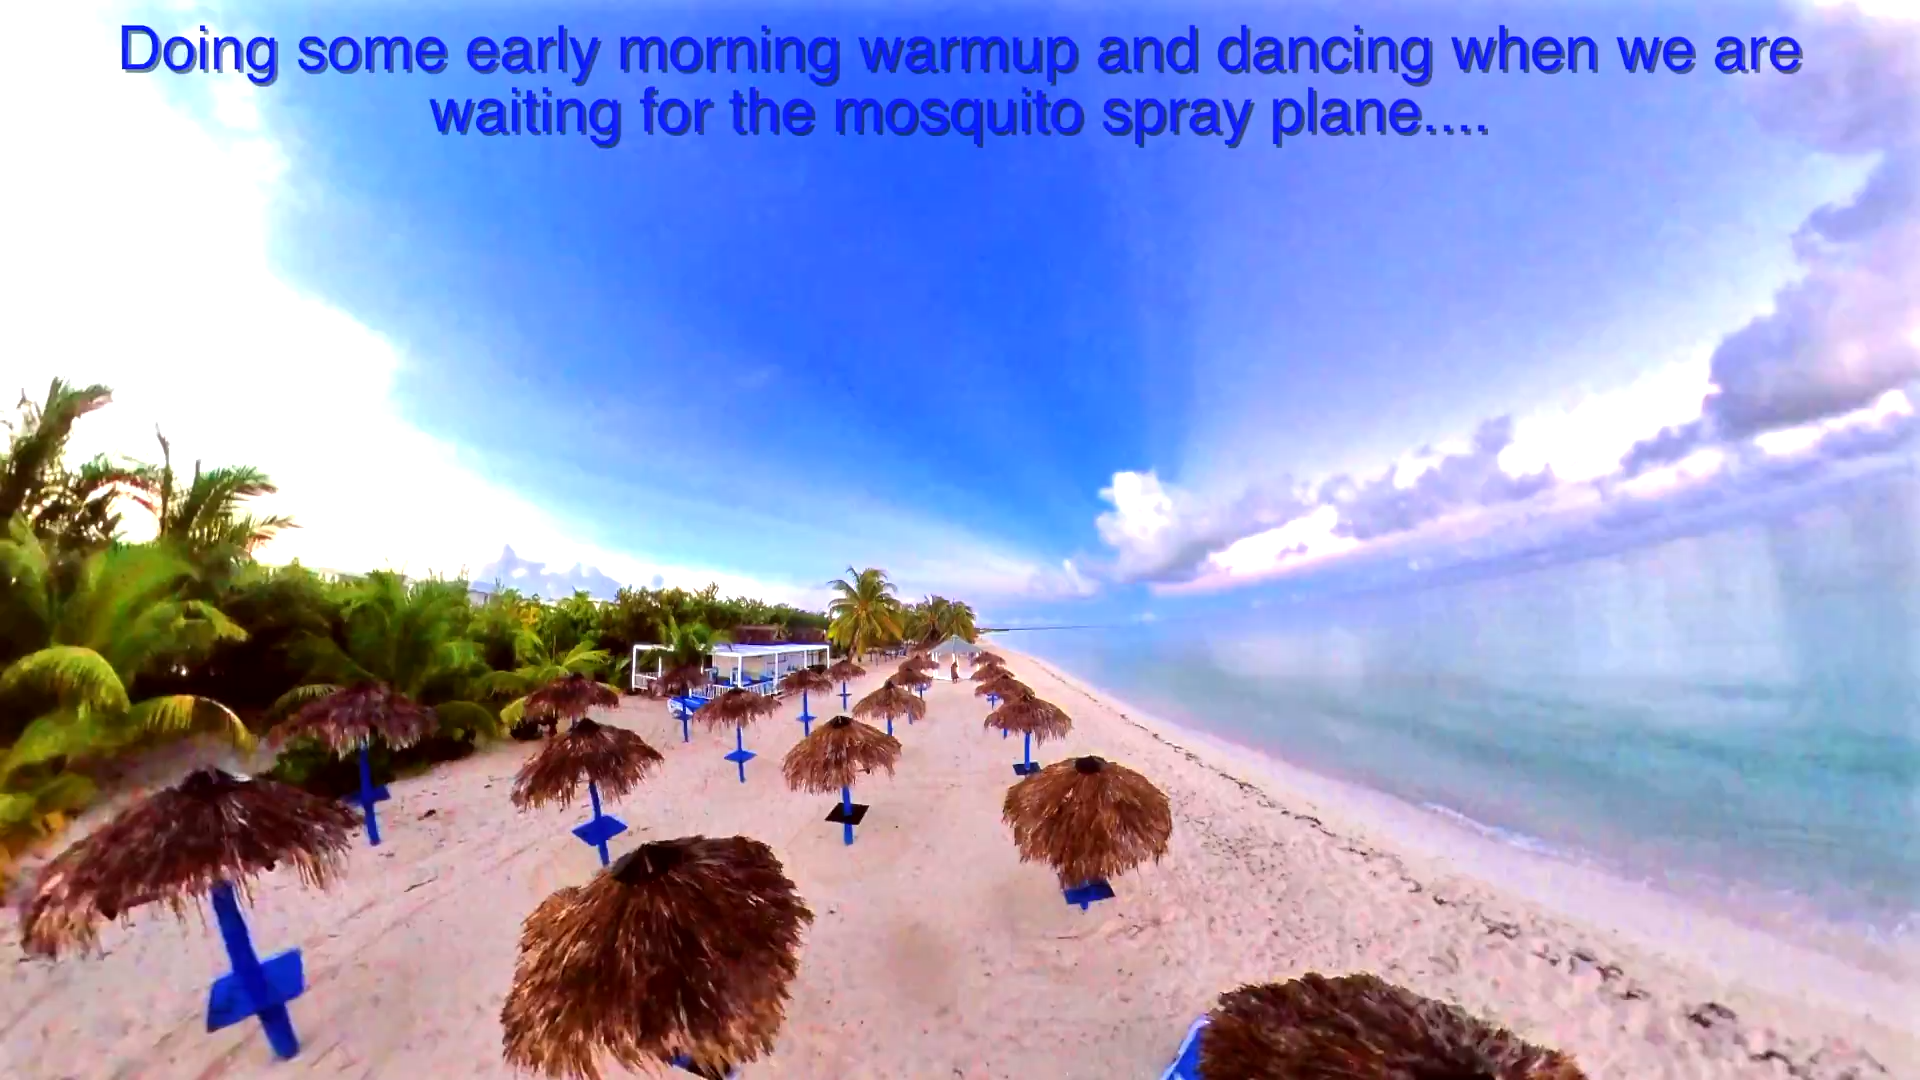 Doing some early morning warmup and dancing when we are
waiting for the mosquito spray plane....